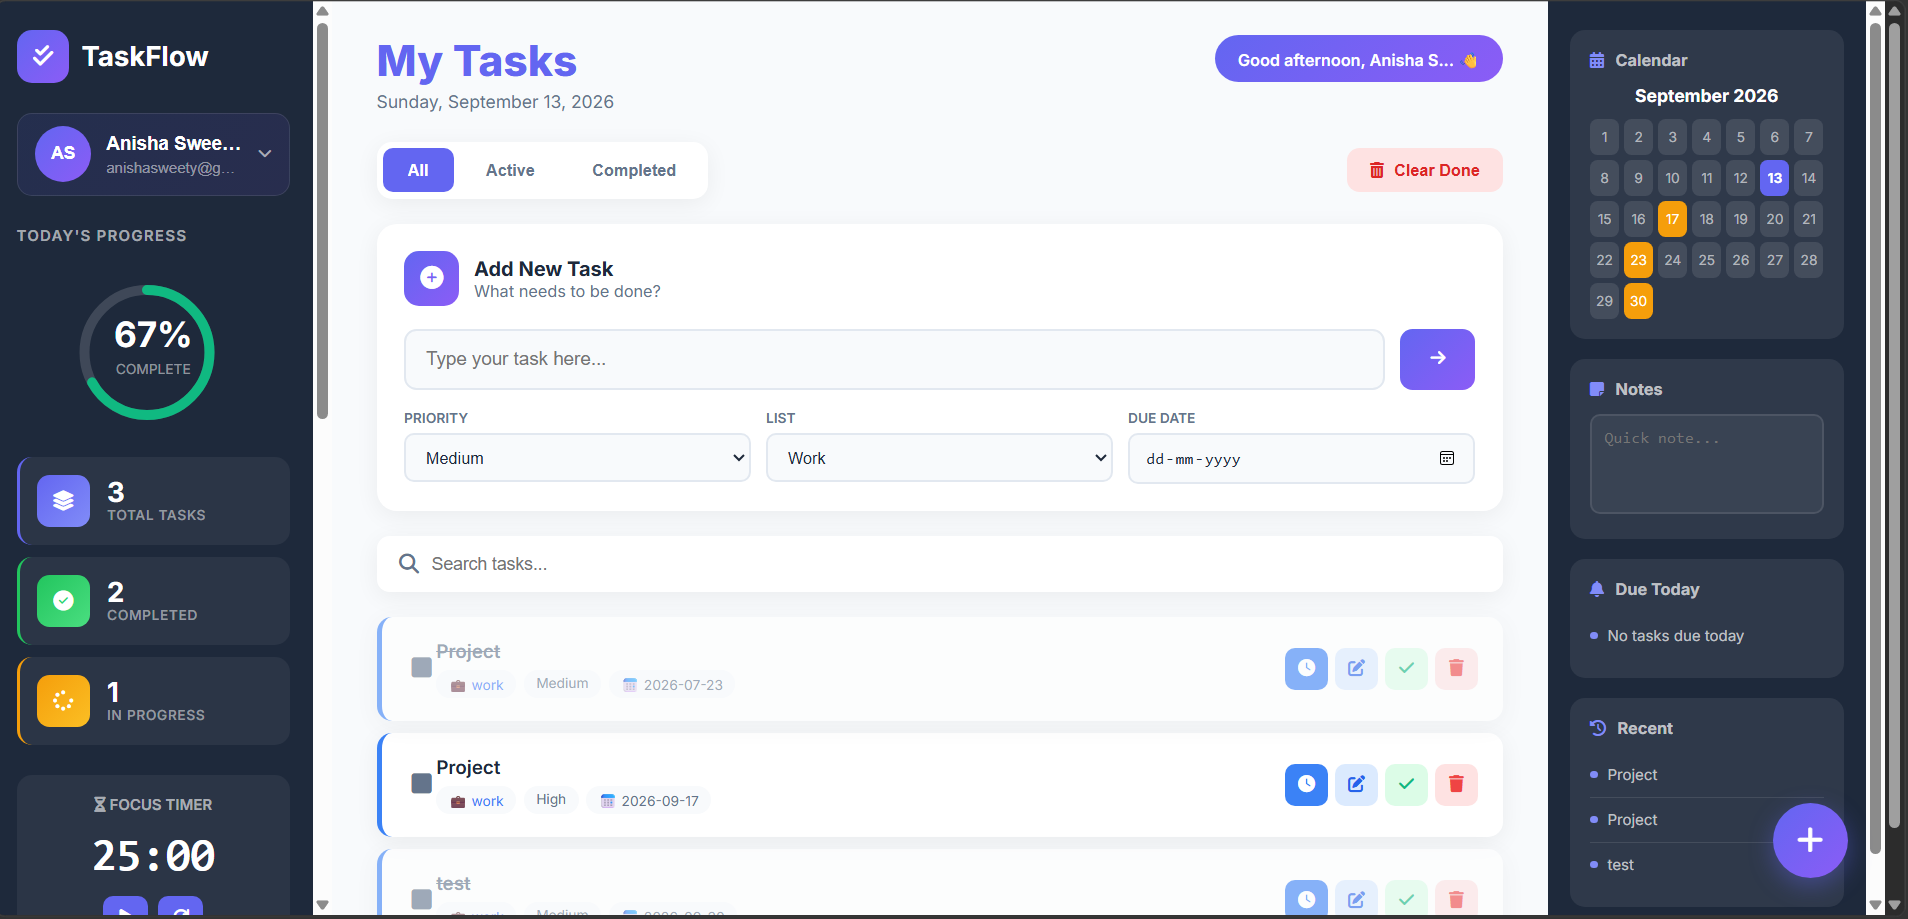 TaskFlow
AS
Anisha Swee...
anishasweety@g...
TODAY'S PROGRESS
67%
COMPLETE
3
TOTAL TASKS
2
COMPLETED
1
IN PROGRESS
FOCUS TIMER
25:00
My Tasks
Sunday, September 13, 2026
Good afternoon, Anisha S... 👋
All Active Completed
Clear Done
Add New Task
What needs to be done?
Type your task here...
PRIORITY LIST DUE DATE
Medium Work dd-mm-yyyy
Search tasks...
Project
work Medium 2026-07-23
Project
work High 2026-09-17
test
work Medium
Calendar
September 2026
1 2 3 4 5 6 7
8 9 10 11 12 13 14
15 16 17 18 19 20 21
22 23 24 25 26 27 28
29 30
Notes
Quick note...
Due Today
No tasks due today
Recent
Project
Project
test